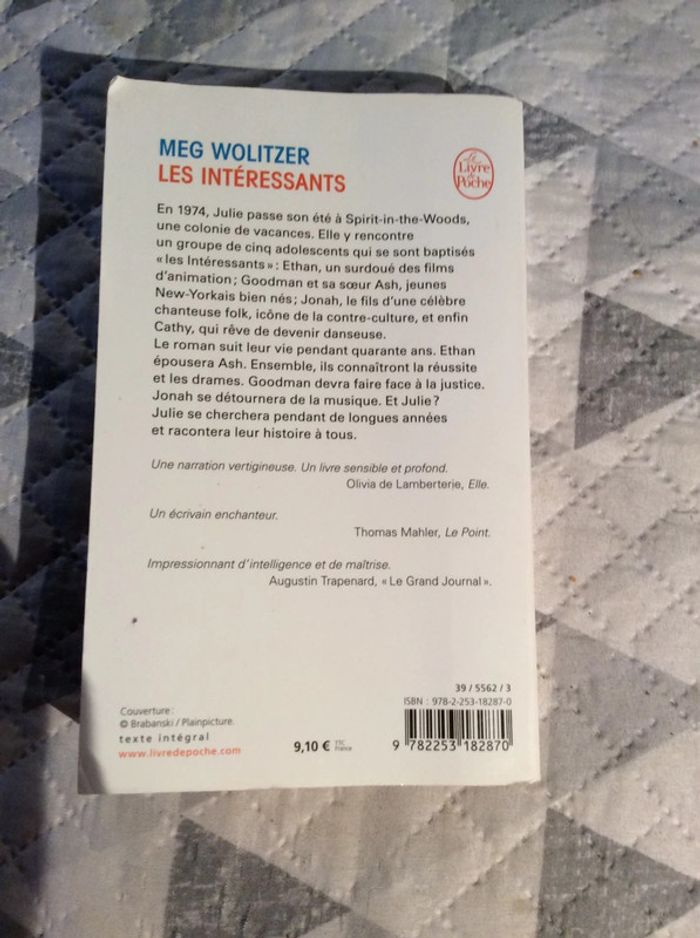 MEG WOLITZER
LES INTÉRESSANTS
Le
Livre
de
Poche
En 1974, Julie passe son été à Spirit-in-the-Woods,
une colonie de vacances. Elle y rencontre
un groupe de cinq adolescents qui se sont baptisés
« les Intéressants » : Ethan, un surdoué des films
d'animation ; Goodman et sa sœur Ash, jeunes
New-Yorkais bien nés ; Jonah, le fils d'une célèbre
chanteuse folk, icône de la contre-culture, et enfin
Cathy, qui rêve de devenir danseuse.
Le roman suit leur vie pendant quarante ans. Ethan
épousera Ash. Ensemble, ils connaîtront la réussite
et les drames. Goodman devra faire face à la justice.
Jonah se détournera de la musique. Et Julie ?
Julie se cherchera pendant de longues années
et racontera leur histoire à tous.
Une narration vertigineuse. Un livre sensible et profond.
Olivia de Lamberterie, Elle.
Un écrivain enchanteur.
Thomas Mahler, Le Point.
Impressionnant d'intelligence et de maîtrise.
Augustin Trapenard, « Le Grand Journal ».
Couverture :
© Brabanski / Plainpicture.
texte intégral
www.livredepoche.com
9,10 € TTC
France
39 / 5562 / 3
ISBN : 978-2-253-18287-0
9 782253 182870